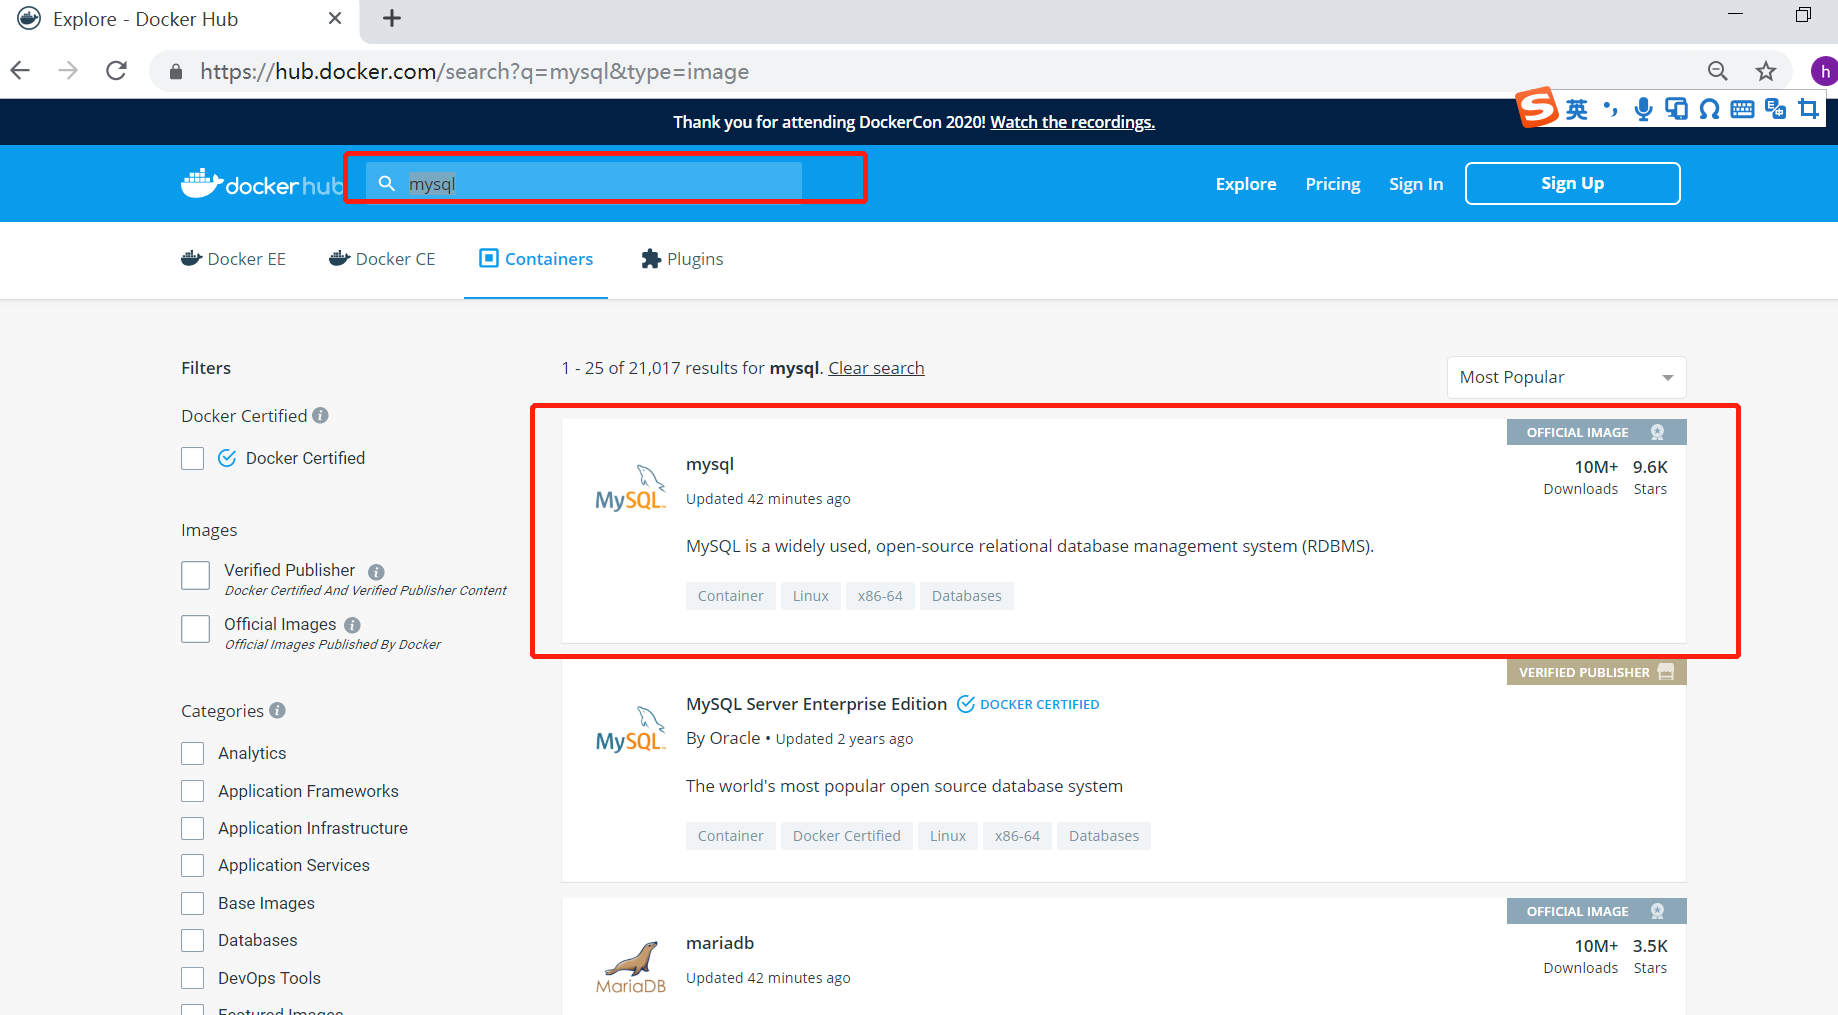 Explore - Docker Hub
https://hub.docker.com/search?q=mysql&type=image
h
英
Thank you for attending DockerCon 2020! Watch the recordings.
docker hub
mysql
Explore
Pricing
Sign In
Sign Up
Docker EE
Docker CE
Containers
Plugins
Filters
1 - 25 of 21,017 results for mysql. Clear search
Most Popular
Docker Certified
Docker Certified
Images
Verified Publisher
Docker Certified And Verified Publisher Content
Official Images
Official Images Published By Docker
Categories
Analytics
Application Frameworks
Application Infrastructure
Application Services
Base Images
Databases
DevOps Tools
Featured Images
OFFICIAL IMAGE
MySQL
mysql
10M+ 9.6K
Downloads Stars
Updated 42 minutes ago
MySQL is a widely used, open-source relational database management system (RDBMS).
Container Linux x86-64 Databases
VERIFIED PUBLISHER
MySQL
MySQL Server Enterprise Edition DOCKER CERTIFIED
By Oracle • Updated 2 years ago
The world's most popular open source database system
Container Docker Certified Linux x86-64 Databases
OFFICIAL IMAGE
MariaDB
mariadb
10M+ 3.5K
Downloads Stars
Updated 42 minutes ago